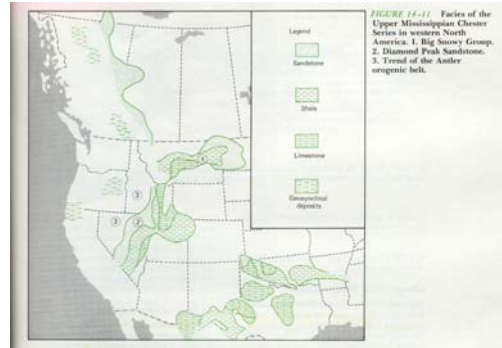 FIGURE 14-11 Facies of the
Upper Mississippian Chester
Series in western North
America. 1. Big Snowy Group.
2. Diamond Peak Sandstone.
3. Trend of the Antler
orogenic belt.
Legend
Sandstone
Shale
Limestone
Geosynclinal
deposits
1
3
3
2